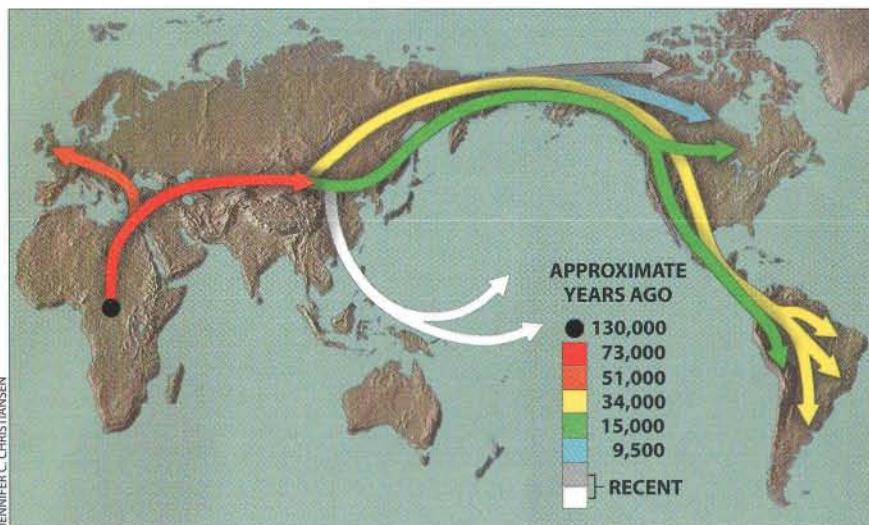 APPROXIMATE
YEARS AGO
130,000
73,000
51,000
34,000
15,000
9,500
RECENT
JENNIFER C. CHRISTIANSEN